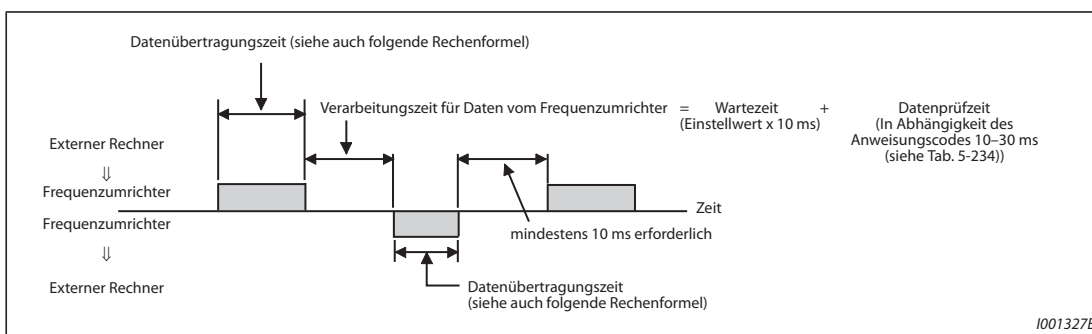 Datenübertragungszeit (siehe auch folgende Rechenformel)
Verarbeitungszeit für Daten vom Frequenzumrichter = Wartezeit + Datenprüfzeit
(Einstellwert x 10 ms)
(In Abhängigkeit des
Anweisungscodes 10–30 ms
(siehe Tab. 5-234))
Externer Rechner
⇓
Frequenzumrichter
Zeit
Frequenzumrichter
⇓
Externer Rechner
mindestens 10 ms erforderlich
Datenübertragungszeit
(siehe auch folgende Rechenformel)